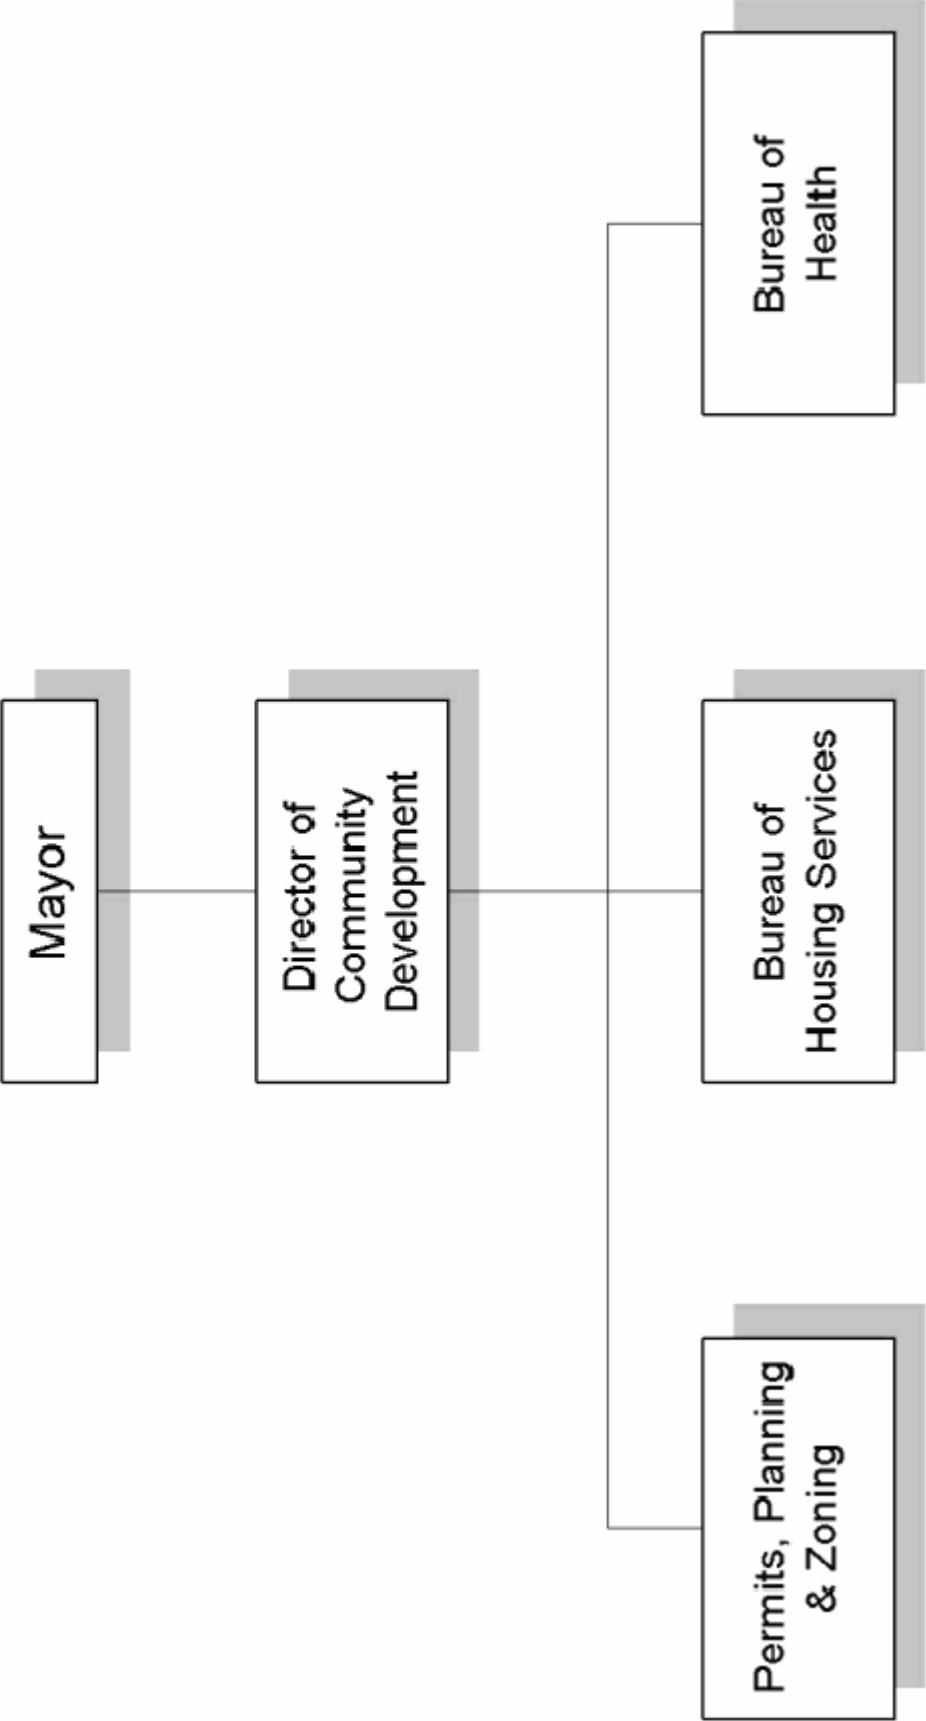 Mayor
Director of
Community
Development
Permits, Planning
& Zoning
Bureau of
Housing Services
Bureau of
Health